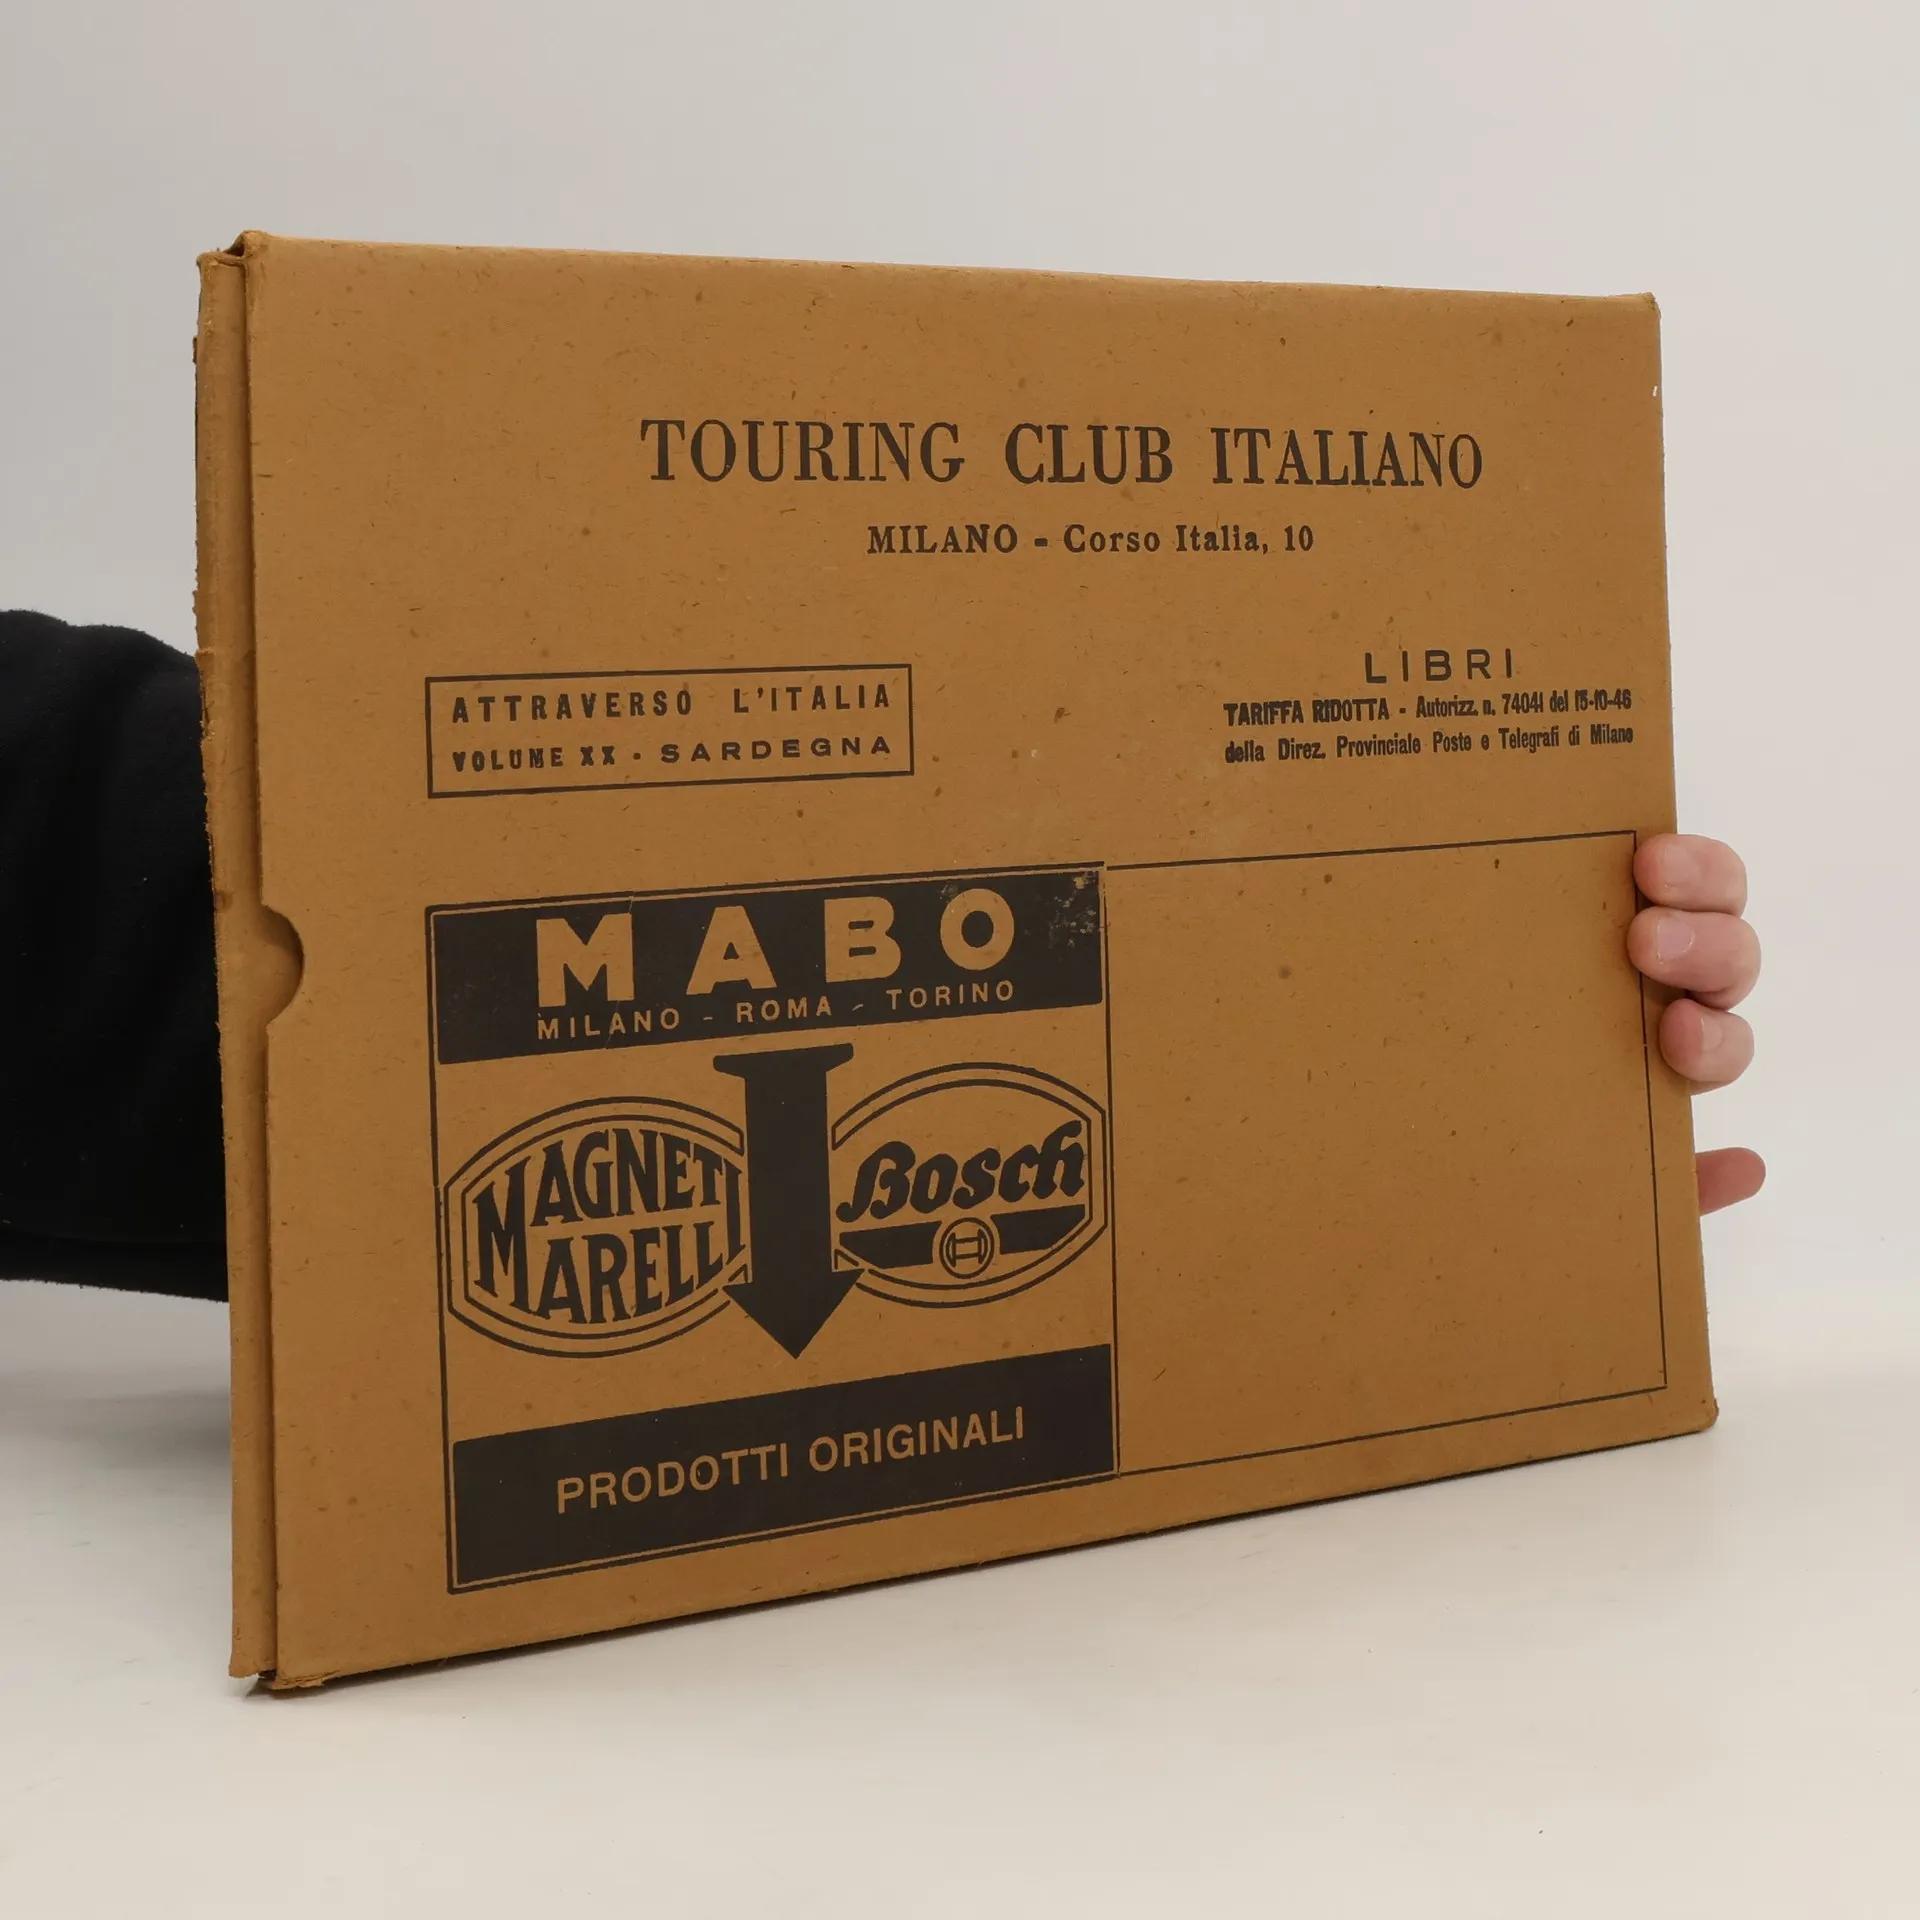 TOURING CLUB ITALIANO
MILANO - Corso Italia, 10
ATTRAVERSO L'ITALIA
VOLUME XX - SARDEGNA
LIBRI
TARIFFA RIDOTTA - Autorizz. n. 74041 del 15-10-46
della Direz. Provinciale Poste e Telegrafi di Milano
MABO
MILANO - ROMA - TORINO
MAGNETI
MARELLI
Bosch
PRODOTTI ORIGINALI